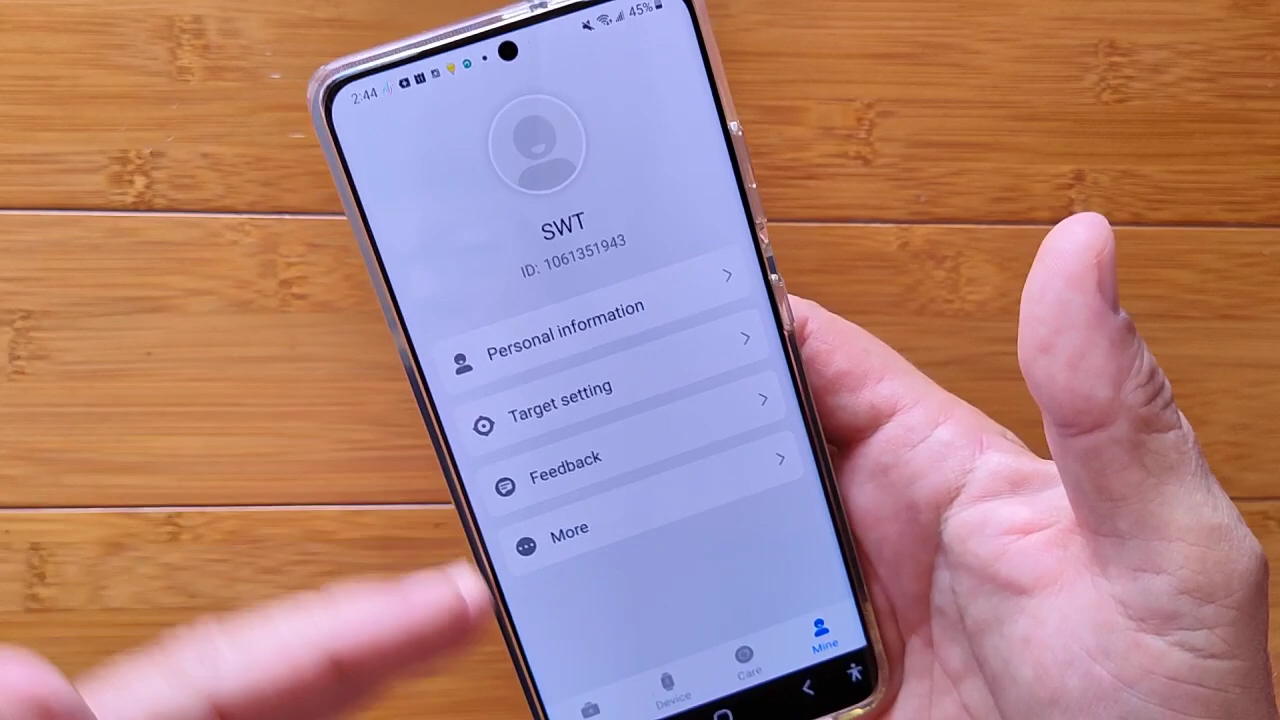 2:44 45%
SWT
ID: 1061351943
Personal information
Target setting
Feedback
More
Device Care Mine